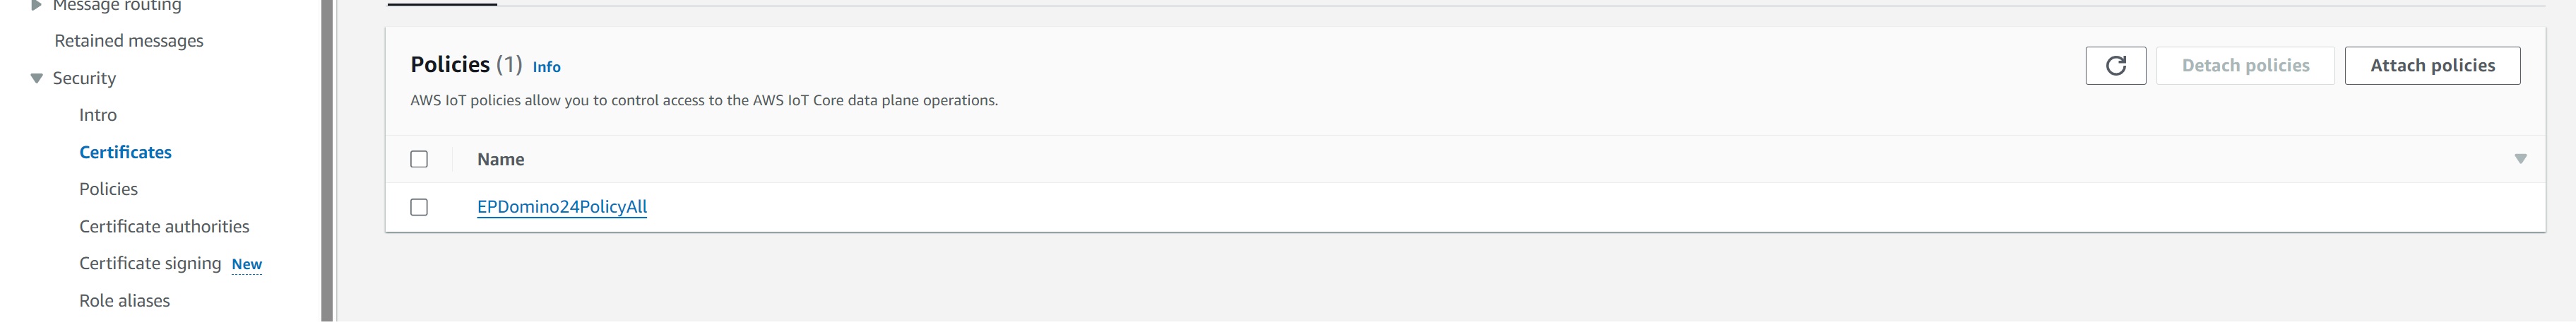 Message routing
Retained messages
Security
Intro
Certificates
Policies
Certificate authorities
Certificate signing New
Role aliases
Policies (1) Info
Detach policies
Attach policies
AWS IoT policies allow you to control access to the AWS IoT Core data plane operations.
Name
EPDomino24PolicyAll